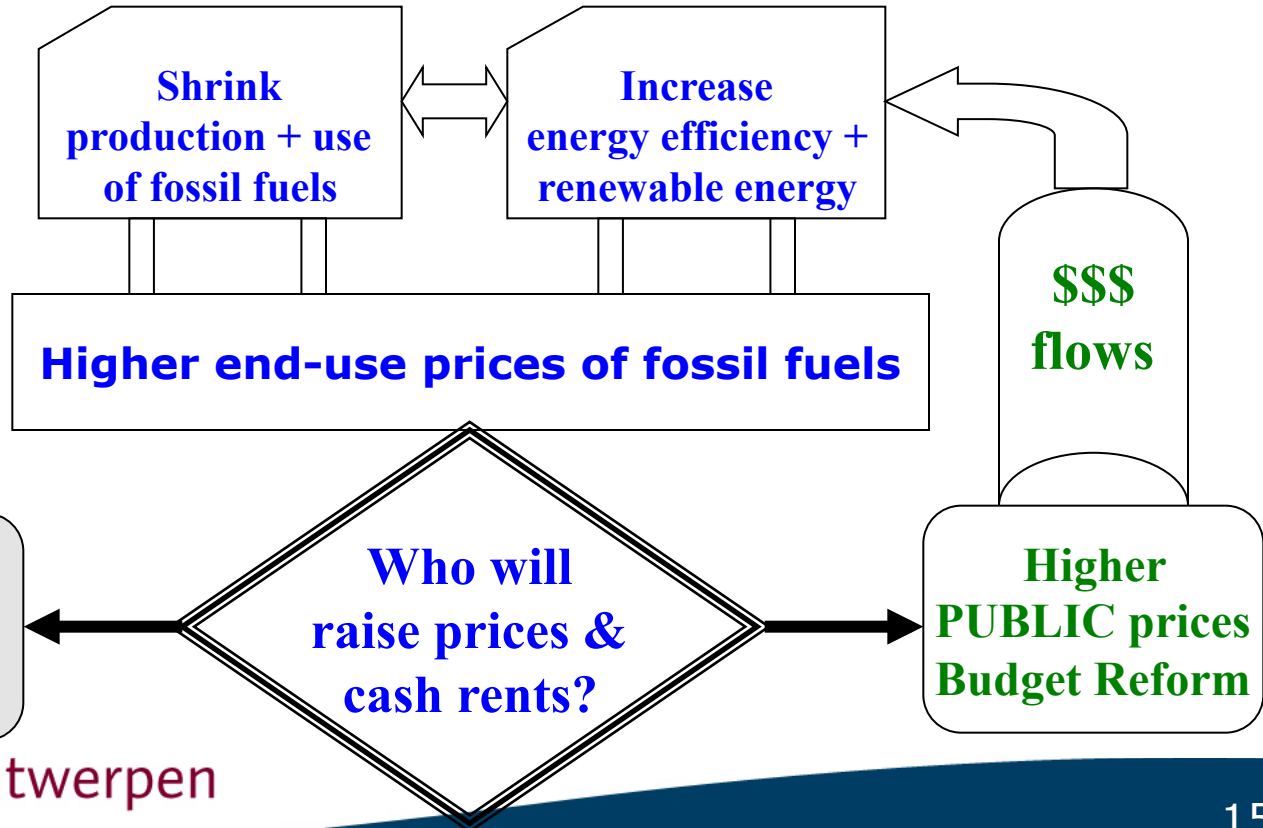 Shrink
production + use
of fossil fuels
Increase
energy efficiency +
renewable energy
$$$
flows
Higher end-use prices of fossil fuels
Who will
raise prices &
cash rents?
Higher
PUBLIC prices
Budget Reform
twerpen
15